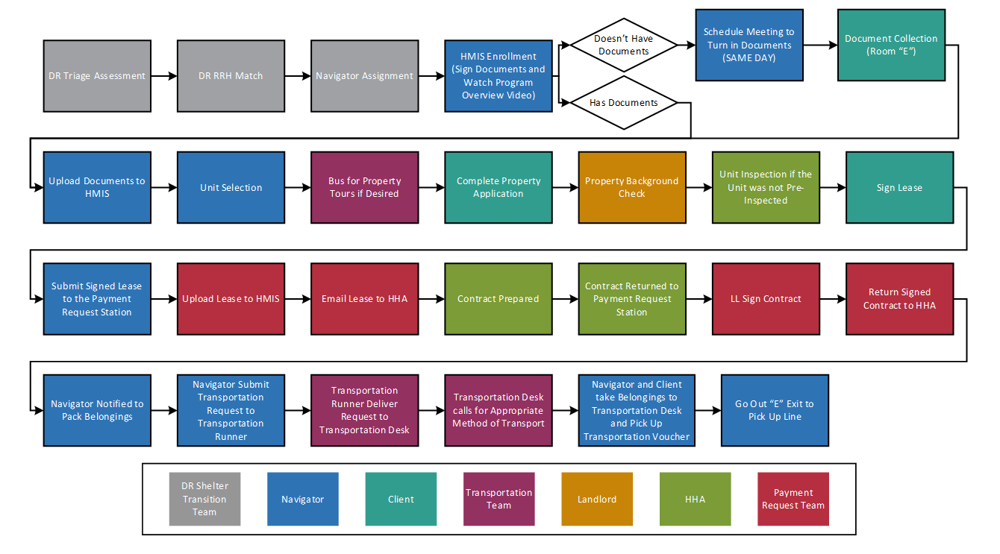 DR Triage Assessment
DR RRH Match
Navigator Assignment
HMIS Enrollment
(Sign Documents and
Watch Program
Overview Video)
Doesn't Have
Documents
Has Documents
Schedule Meeting to
Turn in Documents
(SAME DAY)
Document Collection
(Room "E")
Upload Documents to
HMIS
Unit Selection
Bus for Property
Tours if Desired
Complete Property
Application
Property Background
Check
Unit Inspection if the
Unit was not Pre-
Inspected
Sign Lease
Submit Signed Lease
to the Payment
Request Station
Upload Lease to HMIS
Email Lease to HHA
Contract Prepared
Contract Returned to
Payment Request
Station
LL Sign Contract
Return Signed
Contract to HHA
Navigator Notified to
Pack Belongings
Navigator Submit
Transportation
Request to
Transportation
Runner
Transportation
Runner Deliver
Request to
Transportation Desk
Transportation Desk
calls for Appropriate
Method of Transport
Navigator and Client
take Belongings to
Transportation Desk
and Pick Up
Transportation Voucher
Go Out "E" Exit to
Pick Up Line
DR Shelter
Transition
Team
Navigator
Client
Transportation
Team
Landlord
HHA
Payment
Request Team